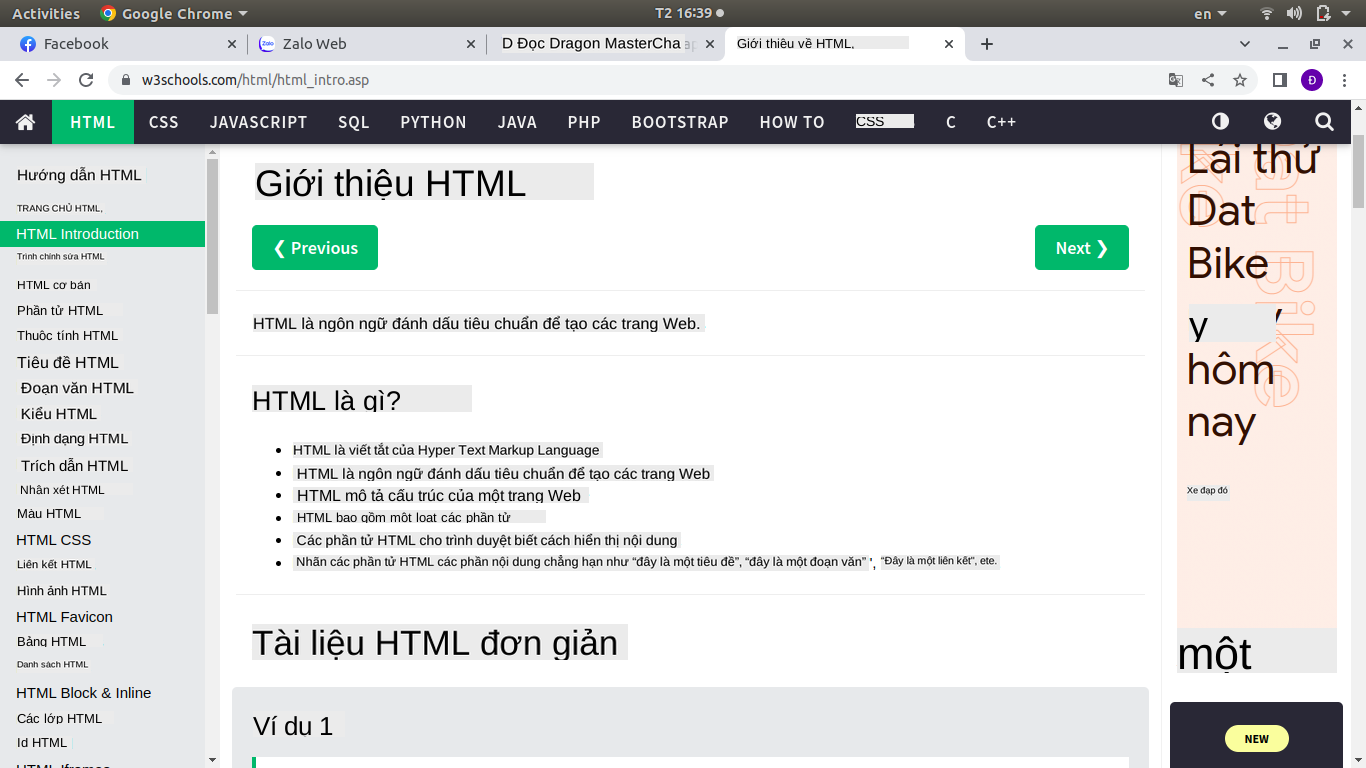 Activities
Google Chrome
T2 16:39
en
Facebook
Zalo Web
D Đọc Dragon MasterCha
Giới thiêu về HTML,
w3schools.com/html/html_intro.asp
Đ
HTML CSS JAVASCRIPT SQL PYTHON JAVA PHP BOOTSTRAP HOW TO CSS C C++
Hướng dẫn HTML
TRANG CHỦ HTML,
HTML Introduction
Trình chỉnh sửa HTML
HTML cơ bản
Phần tử HTML
Thuộc tính HTML
Tiêu đề HTML
Đoạn văn HTML
Kiểu HTML
Định dạng HTML
Trích dẫn HTML
Nhận xét HTML
Màu HTML
HTML CSS
Liên kết HTML
Hình ảnh HTML
HTML Favicon
Bảng HTML
Danh sách HTML
HTML Block & Inline
Các lớp HTML
Id HTML
HTML Iframes
Giới thiệu HTML
❮ Previous
Next ❯
HTML là ngôn ngữ đánh dấu tiêu chuẩn để tạo các trang Web.
HTML là gì?
HTML là viết tắt của Hyper Text Markup Language
HTML là ngôn ngữ đánh dấu tiêu chuẩn để tạo các trang Web
HTML mô tả cấu trúc của một trang Web
HTML bao gồm một loạt các phần tử
Các phần tử HTML cho trình duyệt biết cách hiển thị nội dung
Nhãn các phần tử HTML các phần nội dung chẳng hạn như “đây là một tiêu đề”, “đây là một đoạn văn” ", "Đây là một liên kết", ete.
Tài liệu HTML đơn giản
Ví dụ 1
Lái thử
Dat
Bike
y
hôm
nay
Xe đạp đó
một
NEW